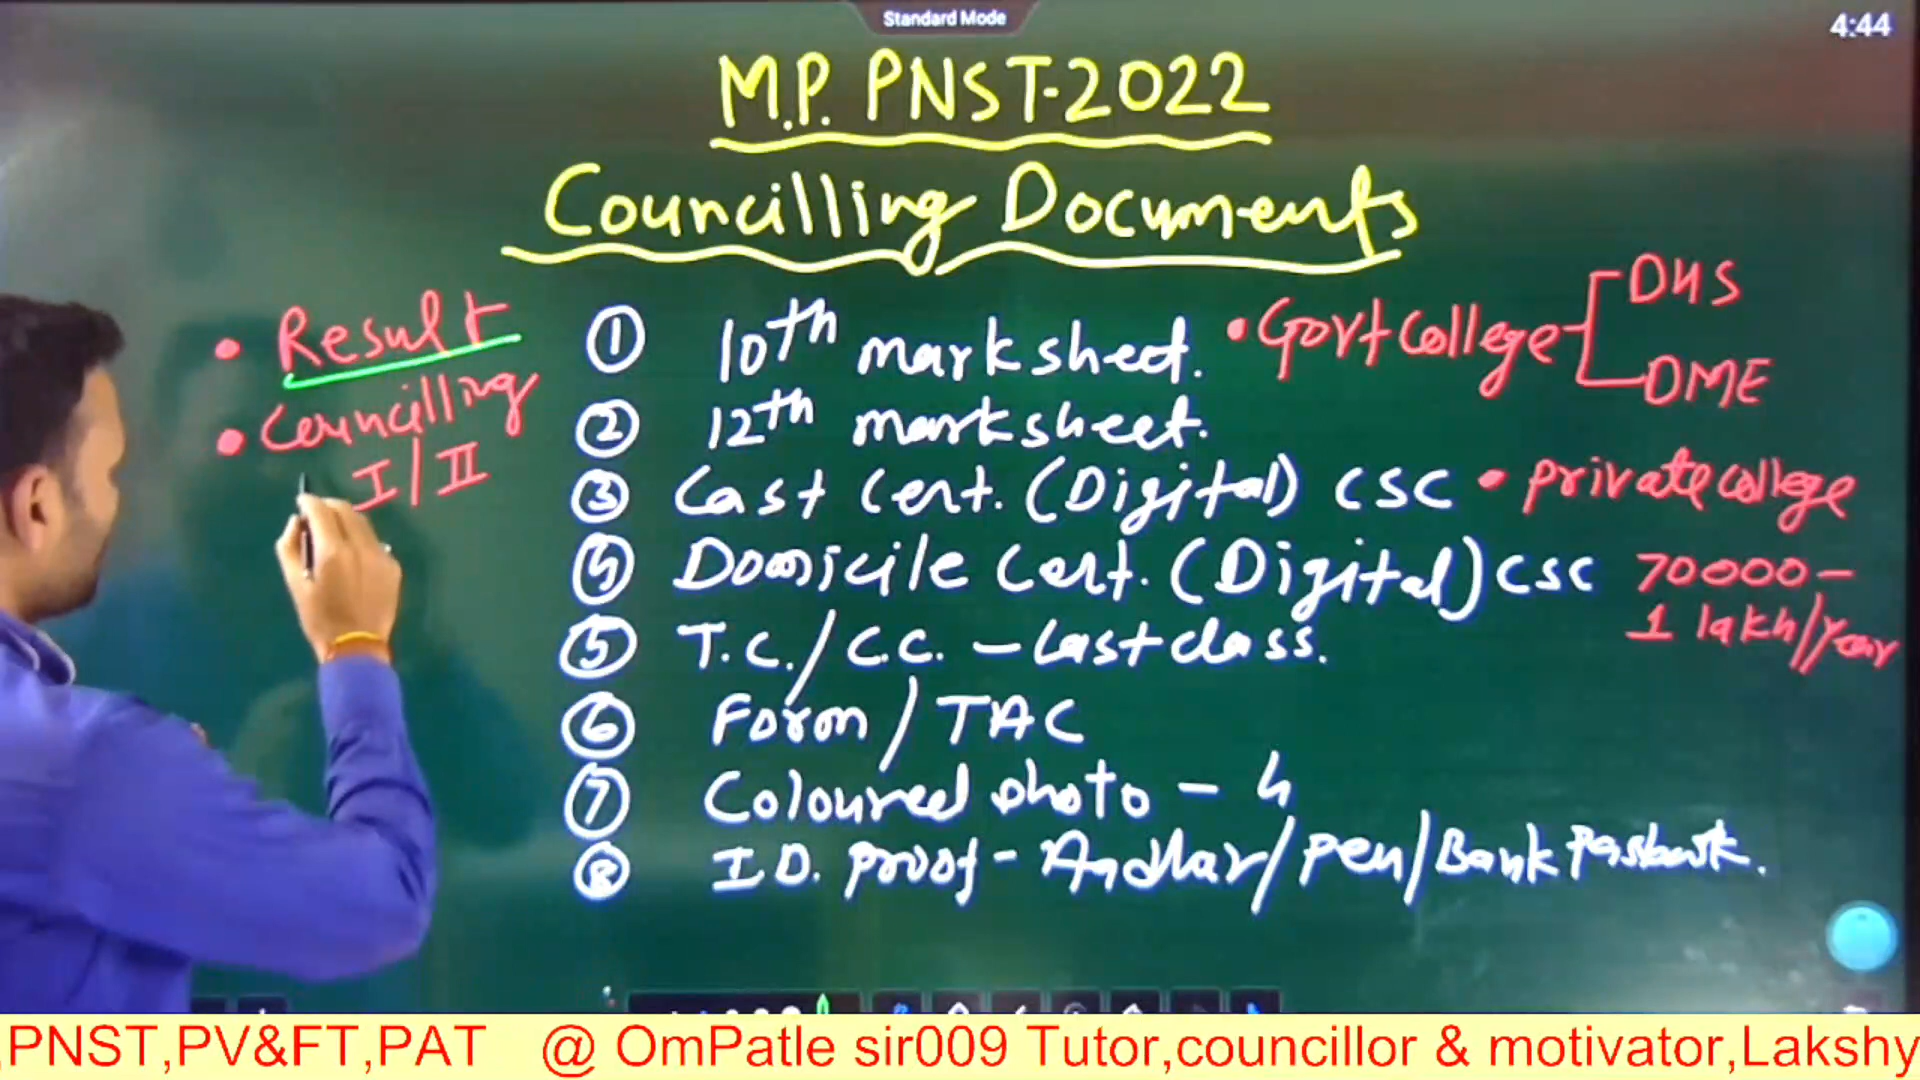 Standard Mode
4:44
M.P. PNST-2022
Councilling Documents
• Result
• Councilling
I/II
① 10th marksheet.
② 12th marksheet.
③ Cast Cert. (Digital) CSC
④ Domicile Cert. (Digital) CSC
⑤ T.C./C.C. - Last class.
⑥ Form / TAC
⑦ Coloured photo - 4
⑧ I.D. proof - Aadhar/Pen/Bank Passbook.
• Govt College
DHS
DME
• private college
70000 -
1 lakh/Year
,PNST,PV&FT,PAT @ OmPatle sir009 Tutor,councillor & motivator,Lakshy